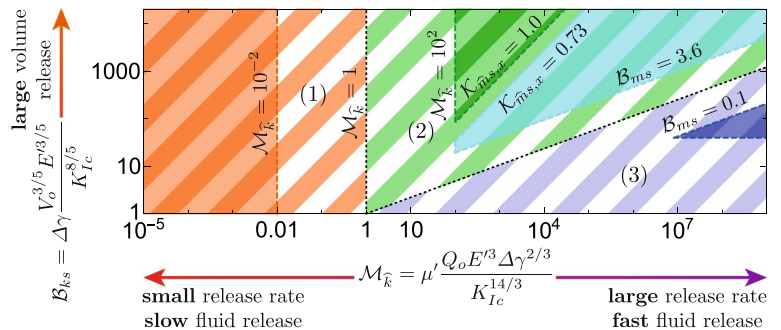 large volume
release
B_ks = Δγ V_o^{3/5} E'^{3/5} / K_{Ic}^{8/5}
1000
100
10
1
10^{-5}
0.01
1
10
10^4
10^7
M_k̂ = 10^{-2}
(1)
M_k̂ = 1
(2)
M_k̂ = 10^2
K_{m̂s,x} = 1.0
K_{m̂s,x} = 0.73
B_ms = 3.6
B_ms = 0.1
(3)
M_k̂ = μ' Q_o E'^3 Δγ^{2/3} / K_{Ic}^{14/3}
small release rate
slow fluid release
large release rate
fast fluid release